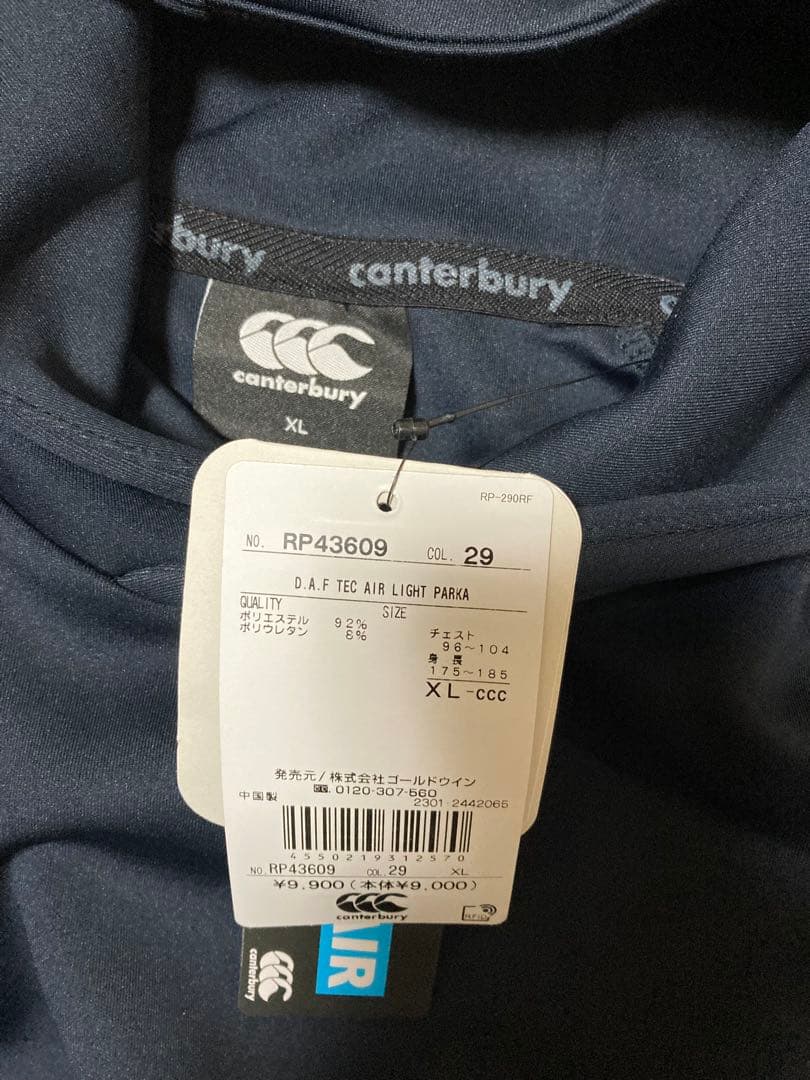 bury canterbury
canterbury
XL
RP-290RF
NO. RP43609 COL. 29
D.A.F TEC AIR LIGHT PARKA
QUALITY SIZE
ポリエステル 92%
ポリウレタン 8%
チェスト
96~104
身長
175~185
XL-ccc
発売元/株式会社ゴールドウイン
0120-307-560
中国製 2301-2442065
4550219312570
NO. RP43609 COL. 29 XL
¥9,900(本体¥9,000)
canterbury
RFID
canterbury
AIR